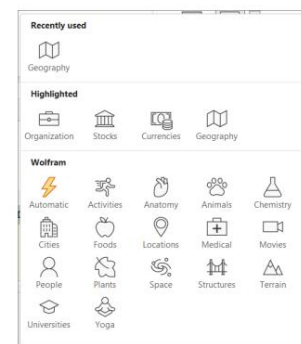 Recently used
Geography
Highlighted
Organization Stocks Currencies Geography
Wolfram
Automatic Activities Anatomy Animals Chemistry
Cities Foods Locations Medical Movies
People Plants Space Structures Terrain
Universities Yoga